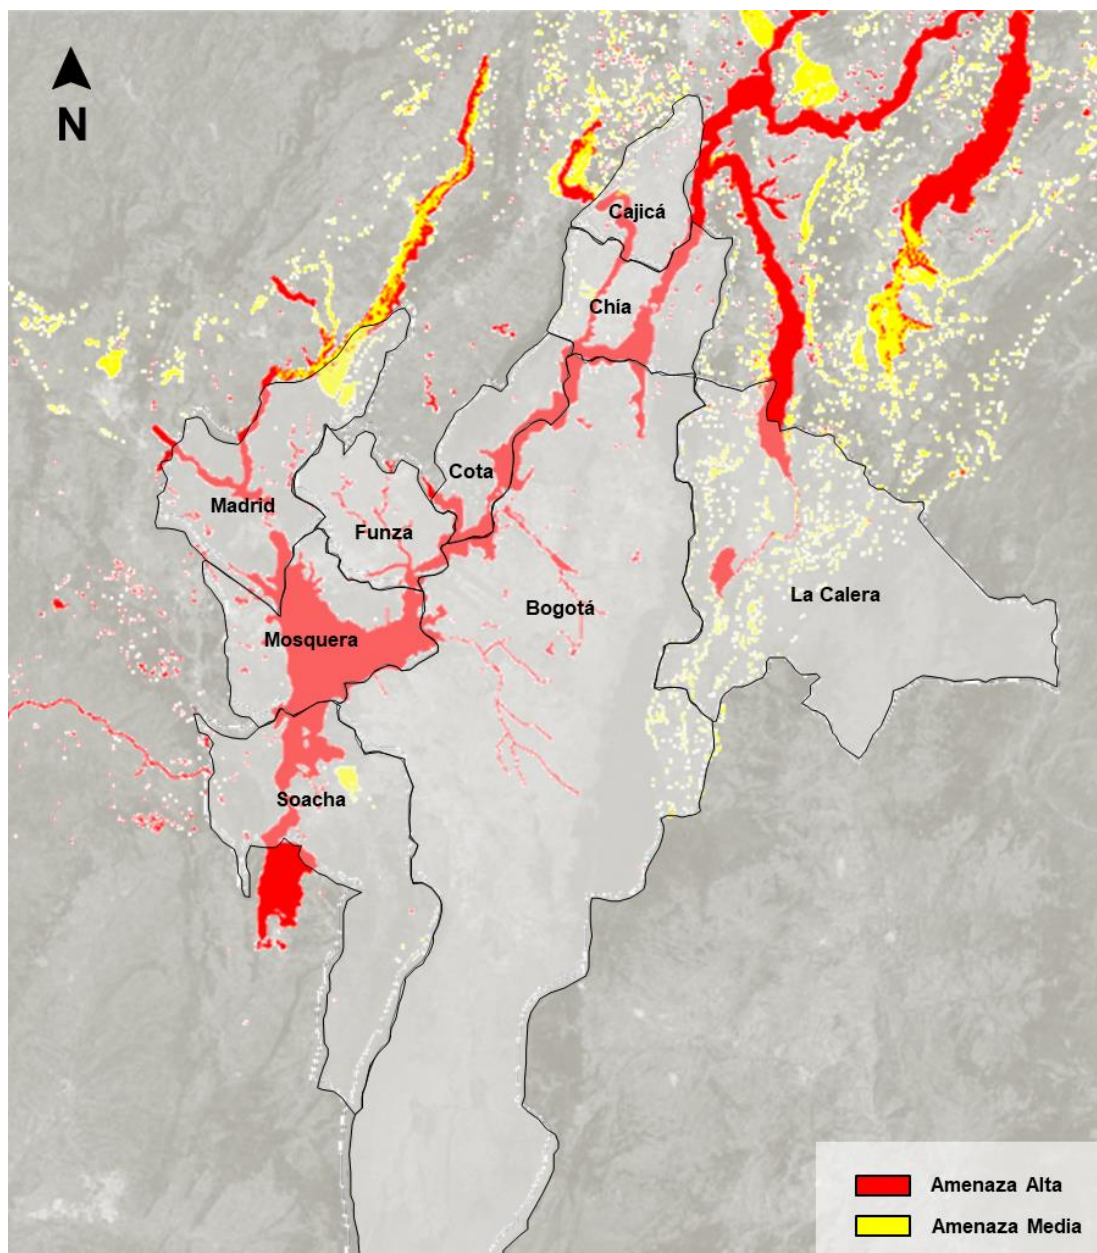 N
Cajicá
Chía
Cota
Madrid
Funza
Bogotá
La Calera
Mosquera
Soacha
Amenaza Alta
Amenaza Media